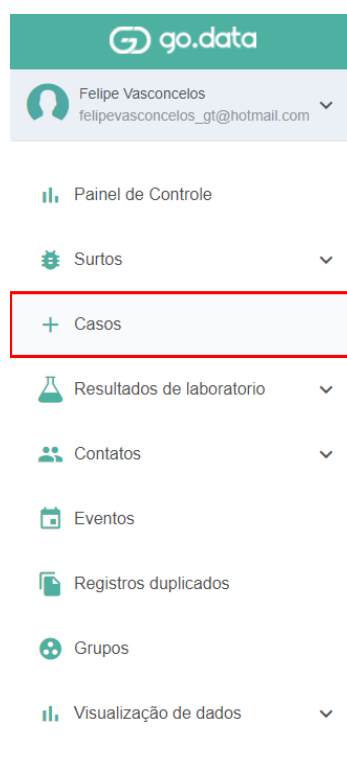 go.data
Felipe Vasconcelos
felipevasconcelos_gt@hotmail.com
Painel de Controle
Surtos
Casos
Resultados de laboratorio
Contatos
Eventos
Registros duplicados
Grupos
Visualização de dados